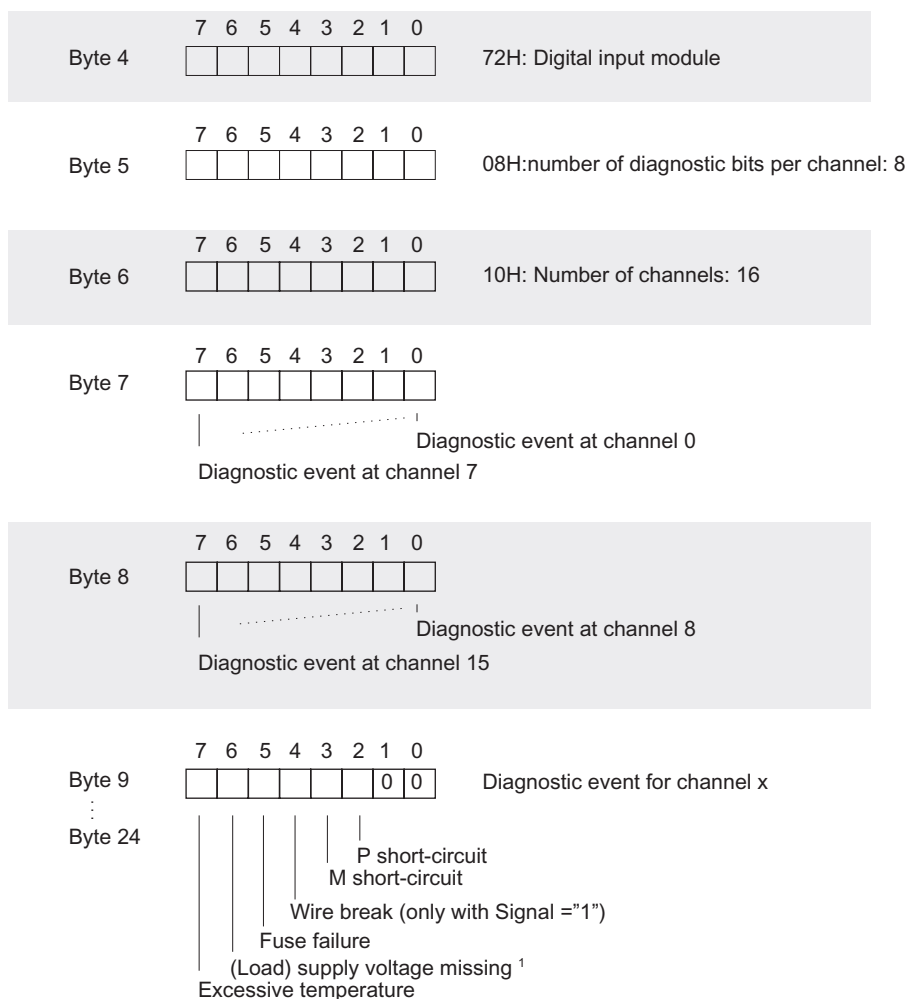 7 6 5 4 3 2 1 0
Byte 4
72H: Digital input module
7 6 5 4 3 2 1 0
Byte 5
08H:number of diagnostic bits per channel: 8
7 6 5 4 3 2 1 0
Byte 6
10H: Number of channels: 16
7 6 5 4 3 2 1 0
Byte 7
Diagnostic event at channel 0
Diagnostic event at channel 7
7 6 5 4 3 2 1 0
Byte 8
Diagnostic event at channel 8
Diagnostic event at channel 15
7 6 5 4 3 2 1 0
Byte 9
0 0
Diagnostic event for channel x
Byte 24
P short-circuit
M short-circuit
Wire break (only with Signal =”1”)
Fuse failure
(Load) supply voltage missing ¹
Excessive temperature